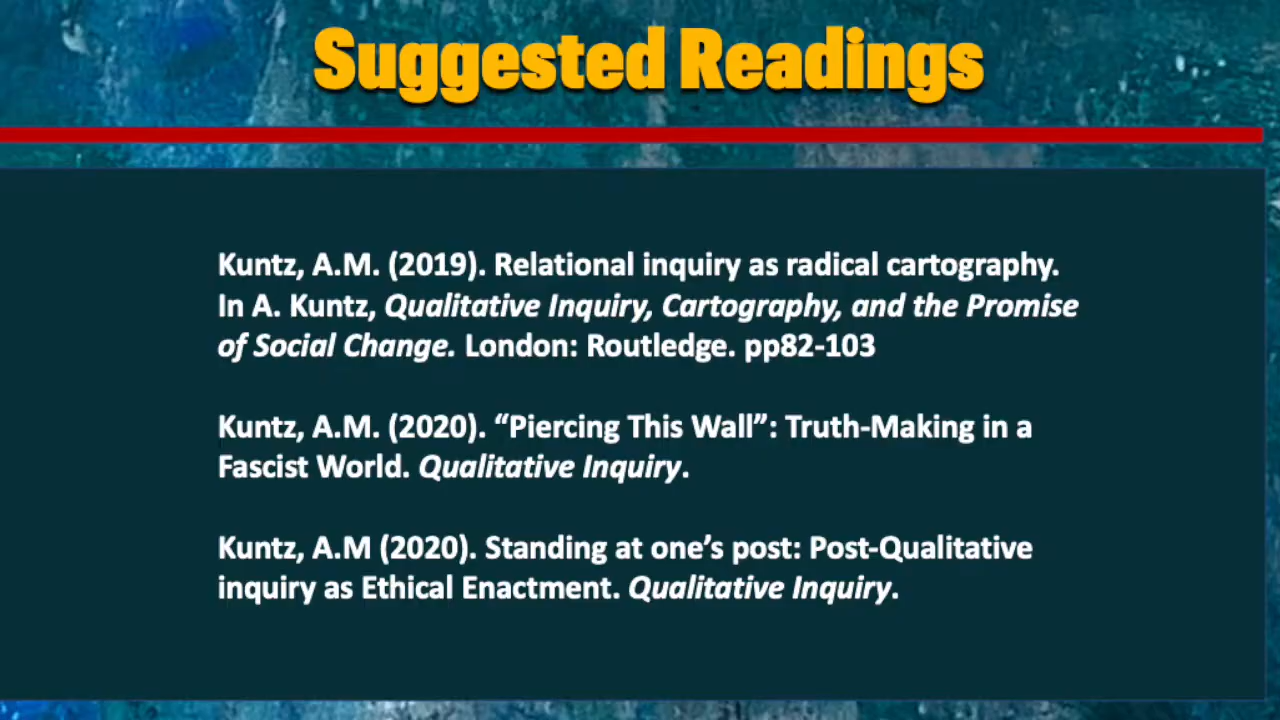 Suggested Readings
Kuntz, A.M. (2019). Relational inquiry as radical cartography.
In A. Kuntz, Qualitative Inquiry, Cartography, and the Promise
of Social Change. London: Routledge. pp82-103
Kuntz, A.M. (2020). “Piercing This Wall”: Truth-Making in a
Fascist World. Qualitative Inquiry.
Kuntz, A.M (2020). Standing at one’s post: Post-Qualitative
inquiry as Ethical Enactment. Qualitative Inquiry.